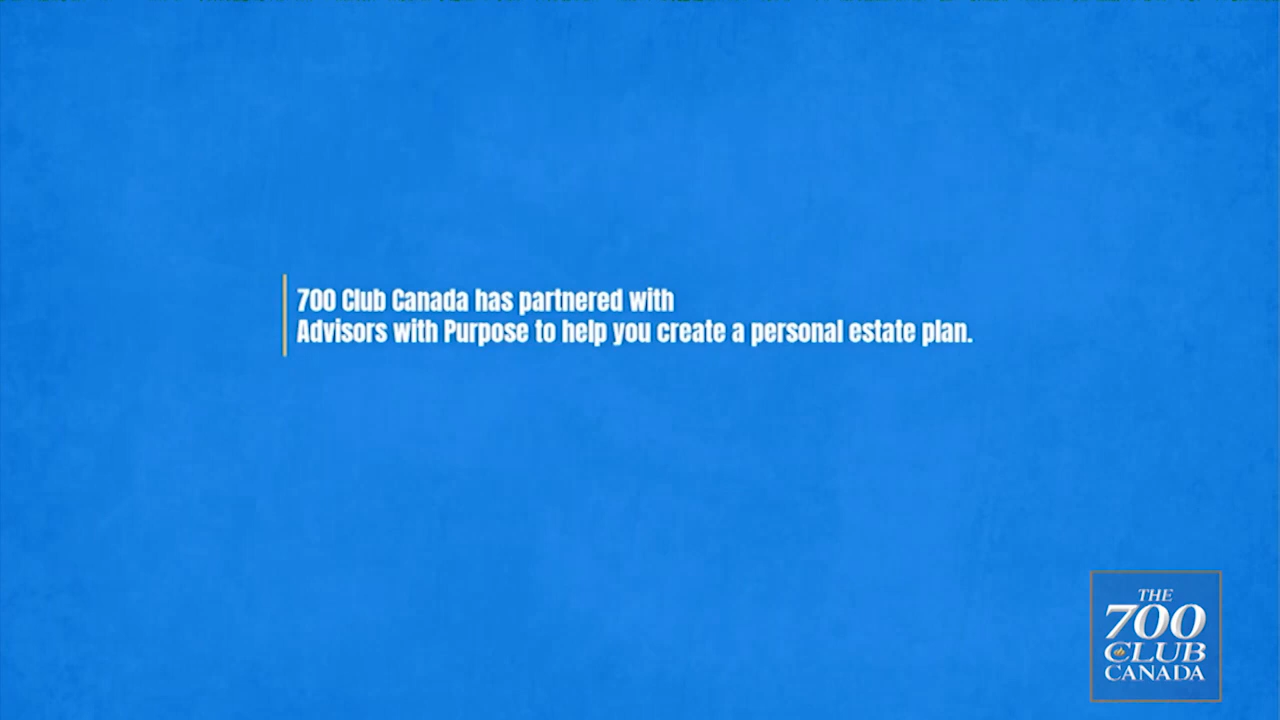 700 Club Canada has partnered with
Advisors with Purpose to help you create a personal estate plan.
THE
700
CLUB
CANADA